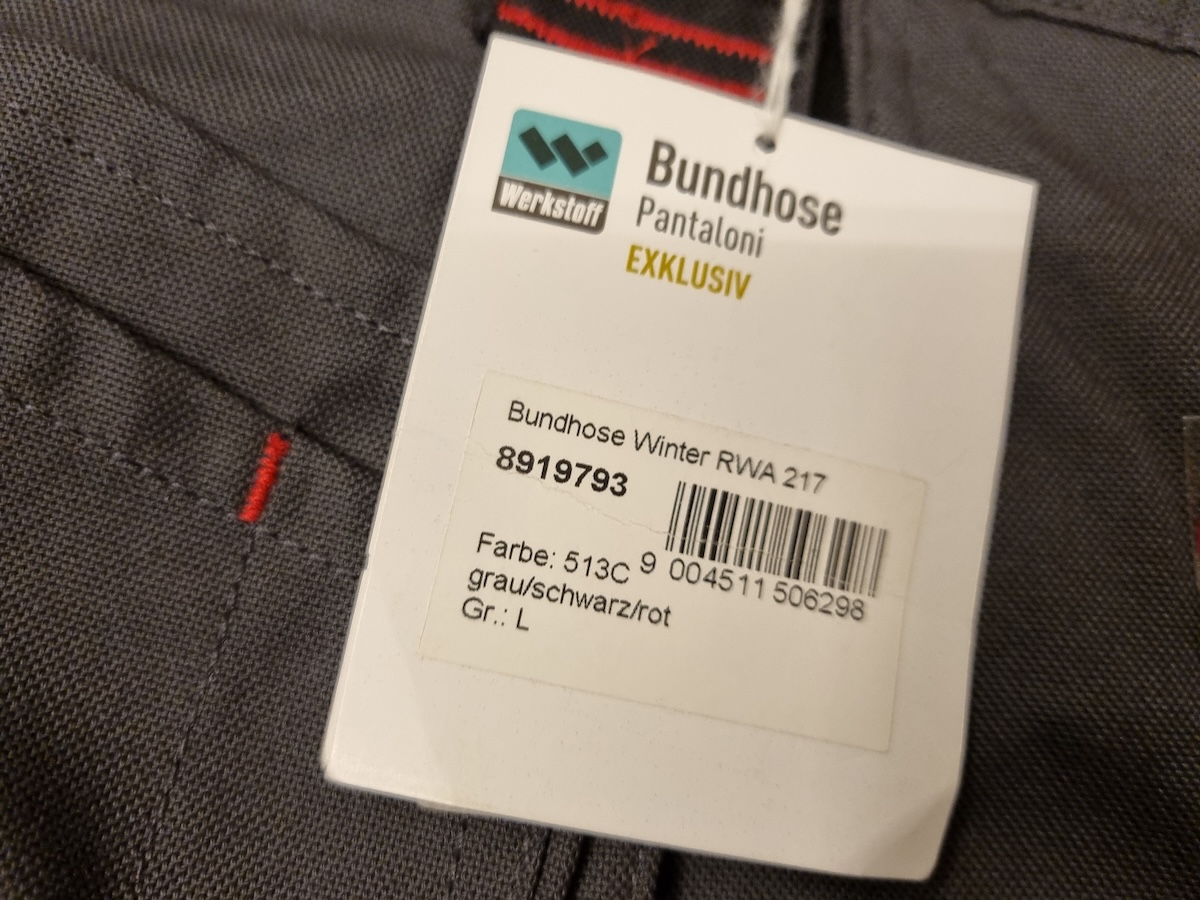 Werkstoff
Bundhose
Pantaloni
EXKLUSIV
Bundhose Winter RWA 217
8919793
Farbe: 513C
grau/schwarz/rot
Gr.: L
9 004511 506298